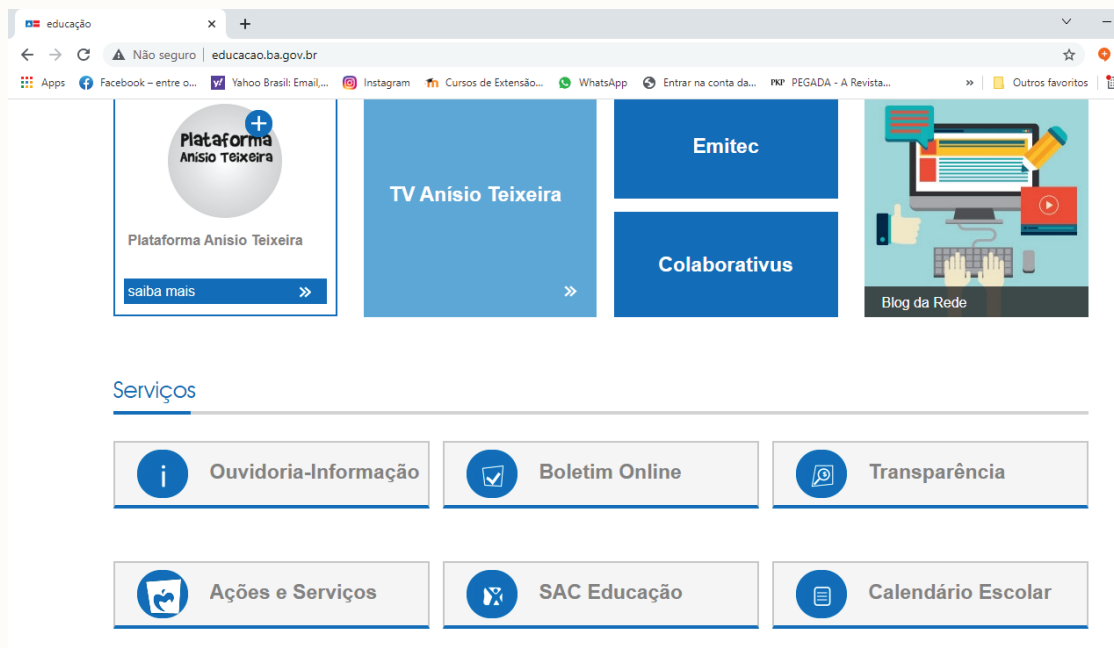 educação
Não seguro
educacao.ba.gov.br
Apps
Facebook – entre o...
Yahoo Brasil: Email,...
Instagram
Cursos de Extensão...
WhatsApp
Entrar na conta da...
PKP
PEGADA - A Revista...
Outros favoritos
Plataforma
Anísio Teixeira
Plataforma Anisio Teixeira
saiba mais
TV Anísio Teixeira
Emitec
Colaborativus
Blog da Rede
Serviços
Ouvidoria-Informação
Boletim Online
Transparência
Ações e Serviços
SAC Educação
Calendário Escolar